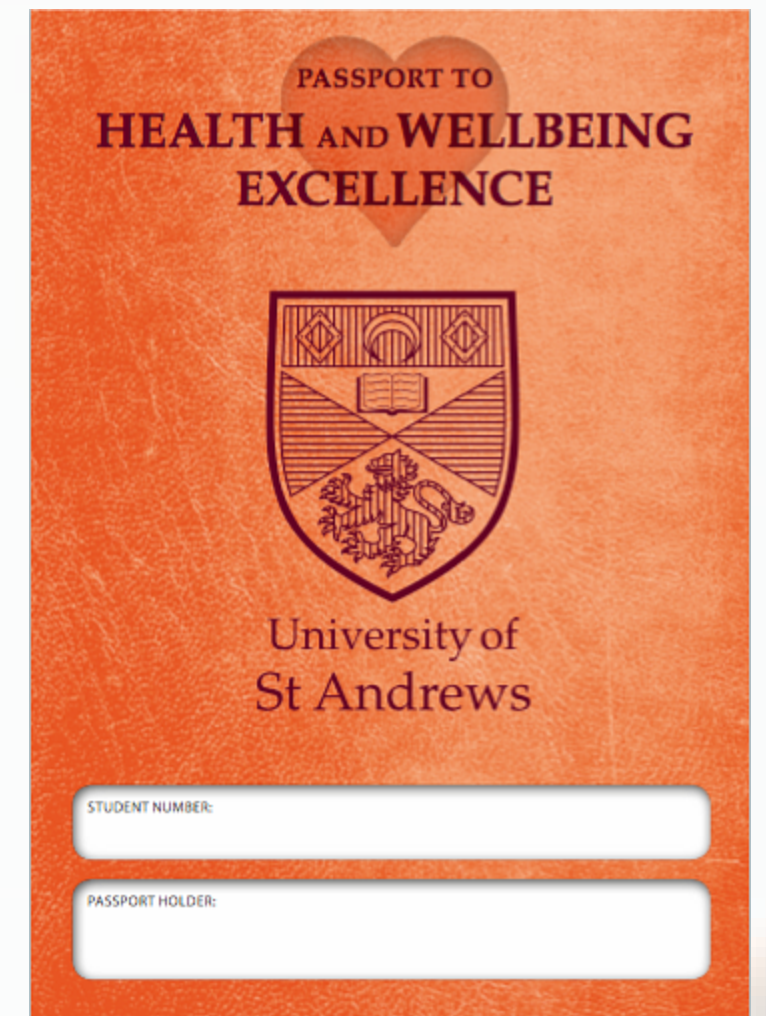 PASSPORT TO
HEALTH AND WELLBEING
EXCELLENCE
University of
St Andrews
STUDENT NUMBER:
PASSPORT HOLDER: